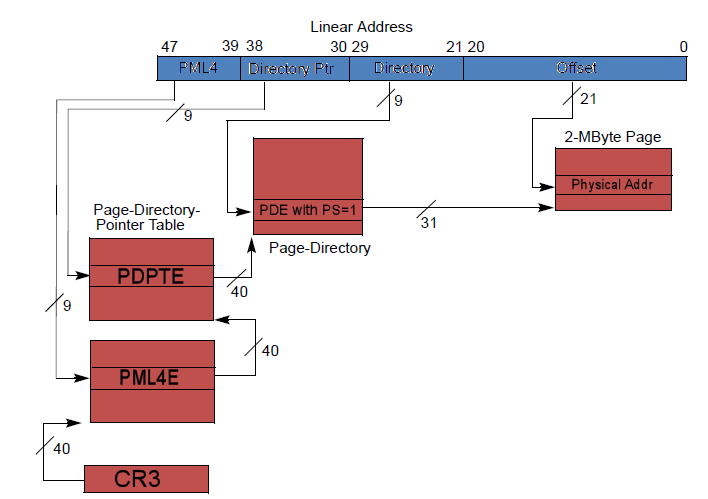 Linear Address
47 39 38 30 29 21 20 0
PML4 Directory Ptr Directory Offset
9
9
21
2-MByte Page
Physical Addr
PDE with PS=1
31
Page-Directory
Page-Directory-
Pointer Table
PDPTE
40
9
40
PML4E
40
CR3